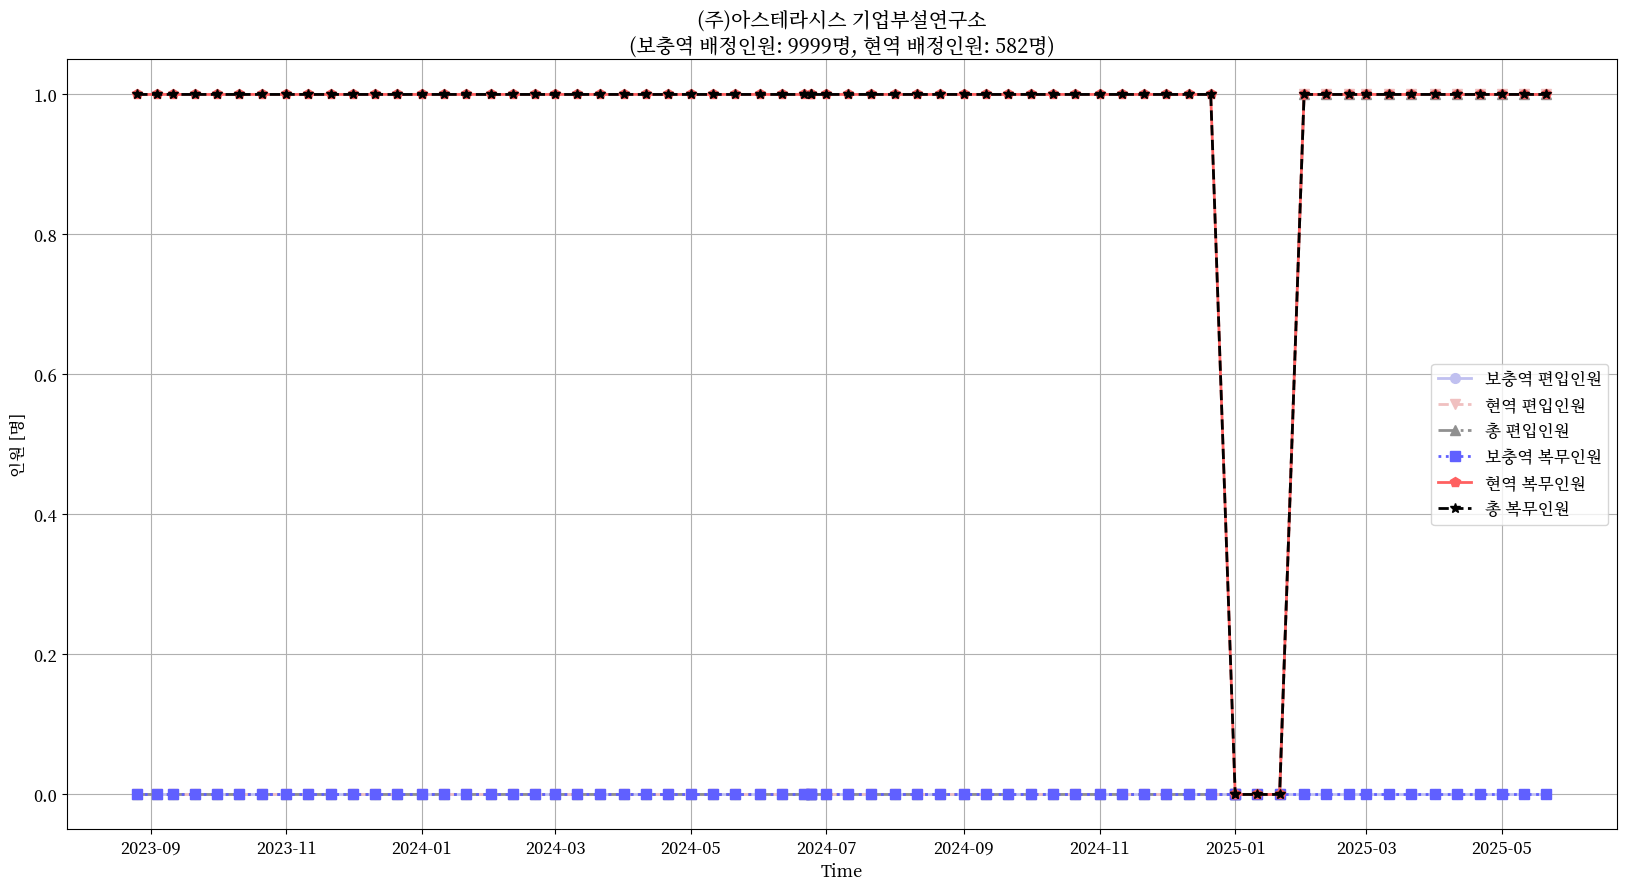 (주)아스테라시스 기업부설연구소
(보충역 배정인원: 9999명, 현역 배정인원: 582명)
1.0
0.8
0.6
0.4
0.2
0.0
인원 [명]
보충역 편입인원
현역 편입인원
총 편입인원
보충역 복무인원
현역 복무인원
총 복무인원
2023-09
2023-11
2024-01
2024-03
2024-05
2024-07
2024-09
2024-11
2025-01
2025-03
2025-05
Time